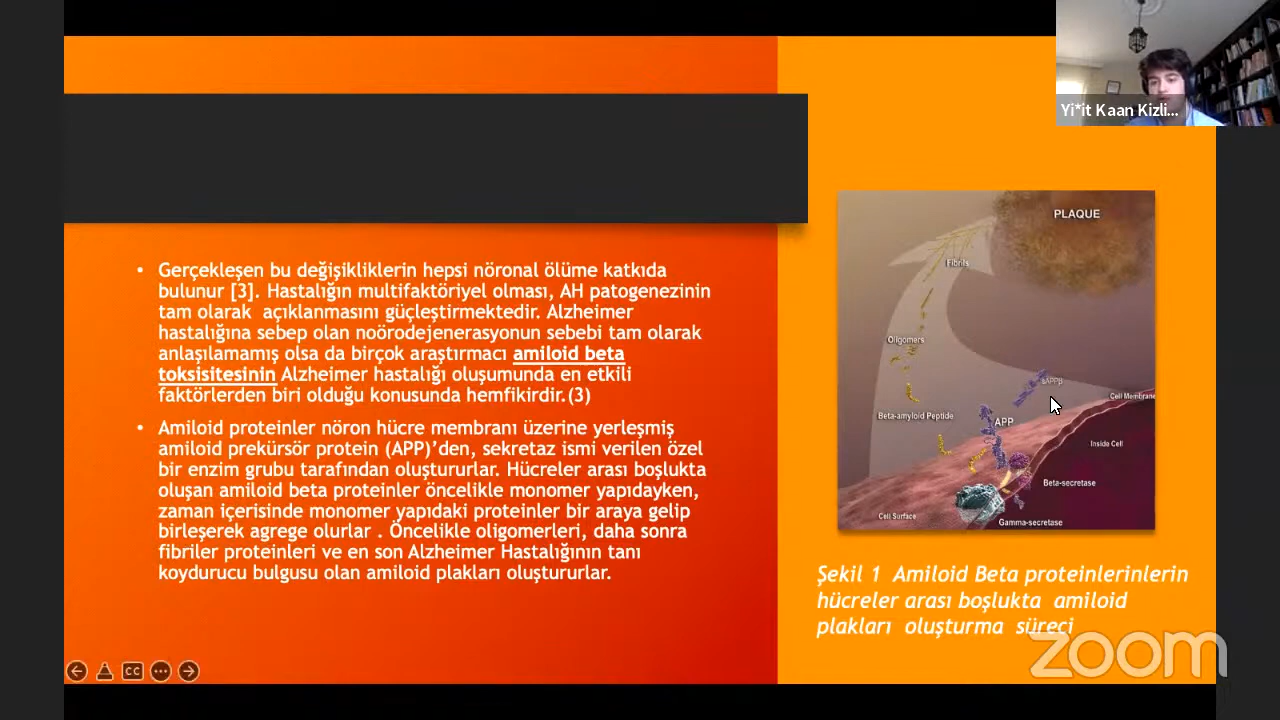 Yi*it Kaan Kizli...
• Gerçekleşen bu değişikliklerin hepsi nöronal ölüme katkıda
bulunur [3]. Hastalığın multifaktöriyel olması, AH patogenezinin
tam olarak açıklanmasını güçleştirmektedir. Alzheimer
hastalığına sebep olan noörodejenerasyonun sebebi tam olarak
anlaşılamamış olsa da birçok araştırmacı amiloid beta
toksisitesinin Alzheimer hastalığı oluşumunda en etkili
faktörlerden biri olduğu konusunda hemfikirdir.(3)
• Amiloid proteinler nöron hücre membranı üzerine yerleşmiş
amiloid prekürsör protein (APP)’den, sekretaz ismi verilen özel
bir enzim grubu tarafından oluştururlar. Hücreler arası boşlukta
oluşan amiloid beta proteinler öncelikle monomer yapıdayken,
zaman içerisinde monomer yapıdaki proteinler bir araya gelip
birleşerek agrege olurlar . Öncelikle oligomerleri, daha sonra
fibriler proteinleri ve en son Alzheimer Hastalığının tanı
koydurucu bulgusu olan amiloid plakları oluştururlar.
PLAQUE
Fibrils
Oligomers
sAPPβ
Cell Membrane
Beta-amyloid Peptide
APP
Inside Cell
Beta-secretase
Cell Surface
Gamma-secretase
Şekil 1 Amiloid Beta proteinlerinlerin
hücreler arası boşlukta amiloid
plakları oluşturma süreci
CC
zoom